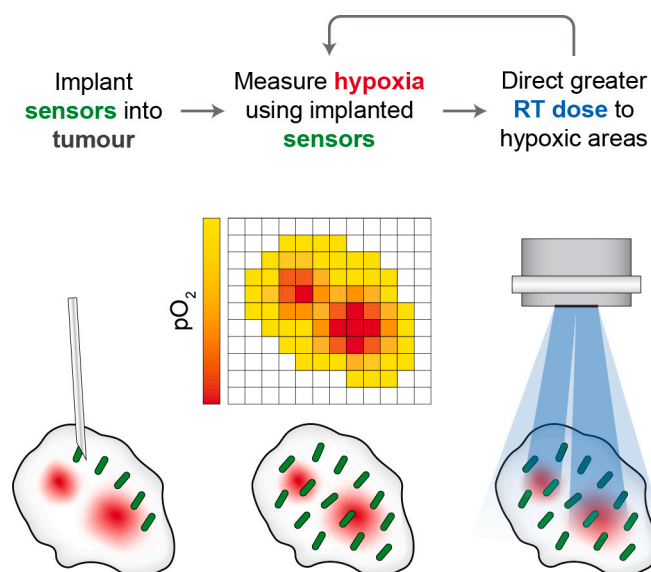 Implant
sensors into
tumour
Measure hypoxia
using implanted
sensors
Direct greater
RT dose to
hypoxic areas
pO₂